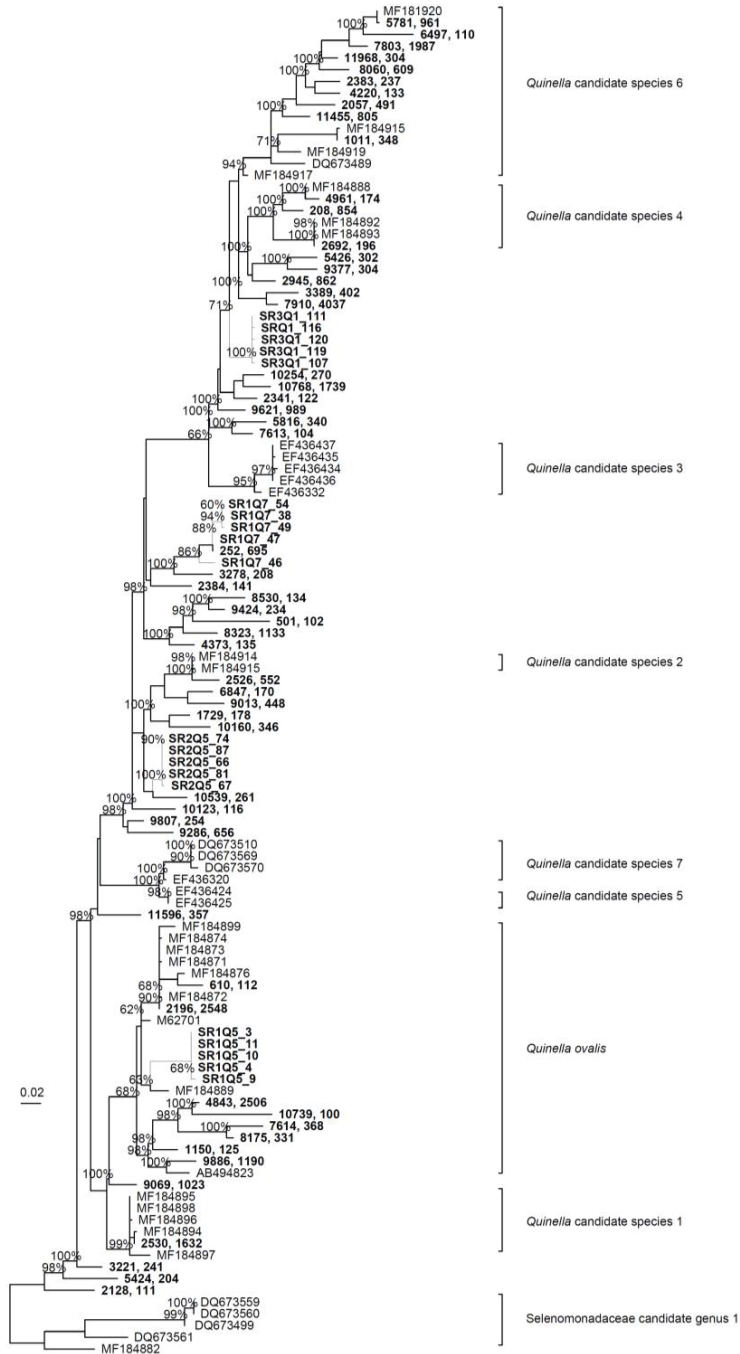 MF181920
100%
5781, 961
6497, 110
7803, 1987
100%
11968, 304
100%
8060, 609
2383, 237
4220, 133
2057, 491
100%
11455, 805
Quinella candidate species 6
MF184915
71%
1011, 348
MF184919
94%
DQ673489
MF184917
100%
MF184888
100%
4961, 174
100%
208, 854
98%
MF184892
100%
MF184893
100%
2692, 196
Quinella candidate species 4
100%
5426, 302
9377, 304
100%
2945, 862
3389, 402
71%
7910, 4037
SR3Q1_111
SRQ1_116
SR3Q1_120
100%
SR3Q1_119
SR3Q1_107
10254, 270
10768, 1739
100%
2341, 122
100%
9621, 989
100%
5816, 340
66%
7613, 104
EF436437
EF436435
97%
EF436434
95%
EF436436
EF436332
Quinella candidate species 3
60%
SR1Q7_54
94%
SR1Q7_38
88%
SR1Q7_49
SR1Q7_47
86%
252, 695
100%
SR1Q7_46
3278, 208
98%
2384, 141
8530, 134
98%
9424, 234
501, 102
100%
8323, 1133
4373, 135
98%
MF184914
100%
MF184915
2526, 552
Quinella candidate species 2
6847, 170
100%
9013, 448
1729, 178
10160, 346
90%
SR2Q5_74
SR2Q5_87
SR2Q5_66
100%
SR2Q5_81
SR2Q5_67
100%
10539, 261
98%
10123, 116
9807, 254
9286, 656
100%
DQ673510
90%
DQ673569
100%
DQ673570
100%
EF436320
Quinella candidate species 7
98%
EF436424
EF436425
Quinella candidate species 5
98%
11596, 357
MF184899
MF184874
MF184873
MF184871
68%
MF184876
610, 112
90%
MF184872
62%
2196, 2548
M62701
SR1Q5_3
SR1Q5_11
SR1Q5_10
68%
SR1Q5_4
63%
SR1Q5_9
68%
MF184889
100%
4843, 2506
98%
10739, 100
100%
7614, 368
98%
8175, 331
98%
1150, 125
100%
9886, 1190
AB494823
Quinella ovalis
0.02
100%
9069, 1023
MF184895
MF184898
MF184896
MF184894
99%
2530, 1632
MF184897
Quinella candidate species 1
100%
3221, 241
98%
5424, 204
2128, 111
100%
DQ673559
99%
DQ673560
DQ673499
DQ673561
MF184882
Selenomonadaceae candidate genus 1